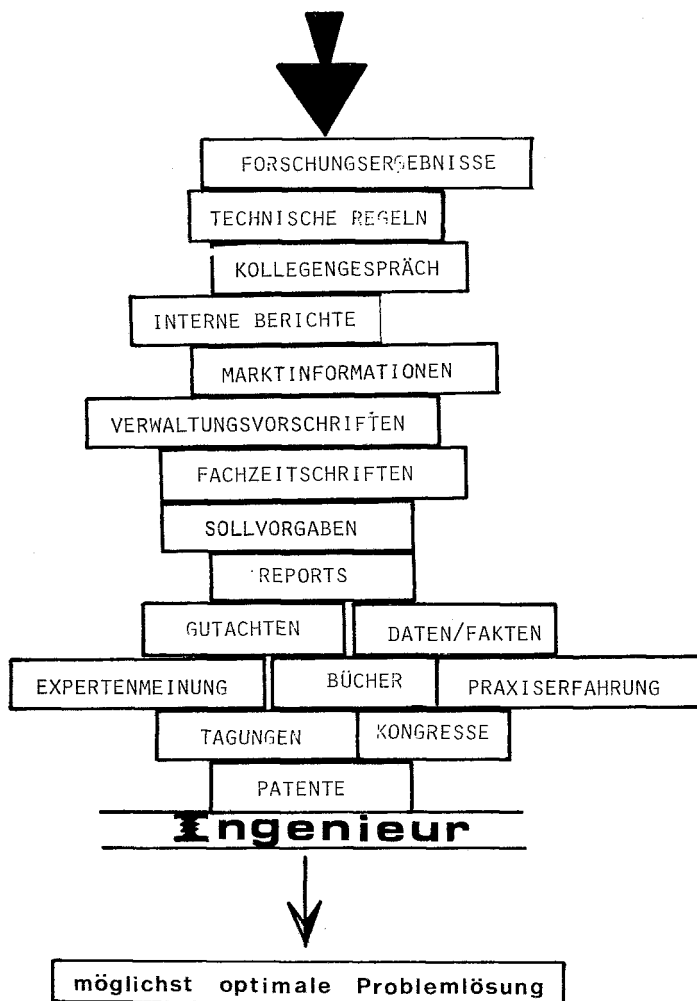 FORSCHUNGSERGEBNISSE
TECHNISCHE REGELN
KOLLEGENGESPRÄCH
INTERNE BERICHTE
MARKTINFORMATIONEN
VERWALTUNGSVORSCHRIFTEN
FACHZEITSCHRIFTEN
SOLLVORGABEN
REPORTS
GUTACHTEN DATEN/FAKTEN
EXPERTENMEINUNG BÜCHER PRAXISERFAHRUNG
TAGUNGEN KONGRESSE
PATENTE
Ingenieur
möglichst optimale Problemlösung